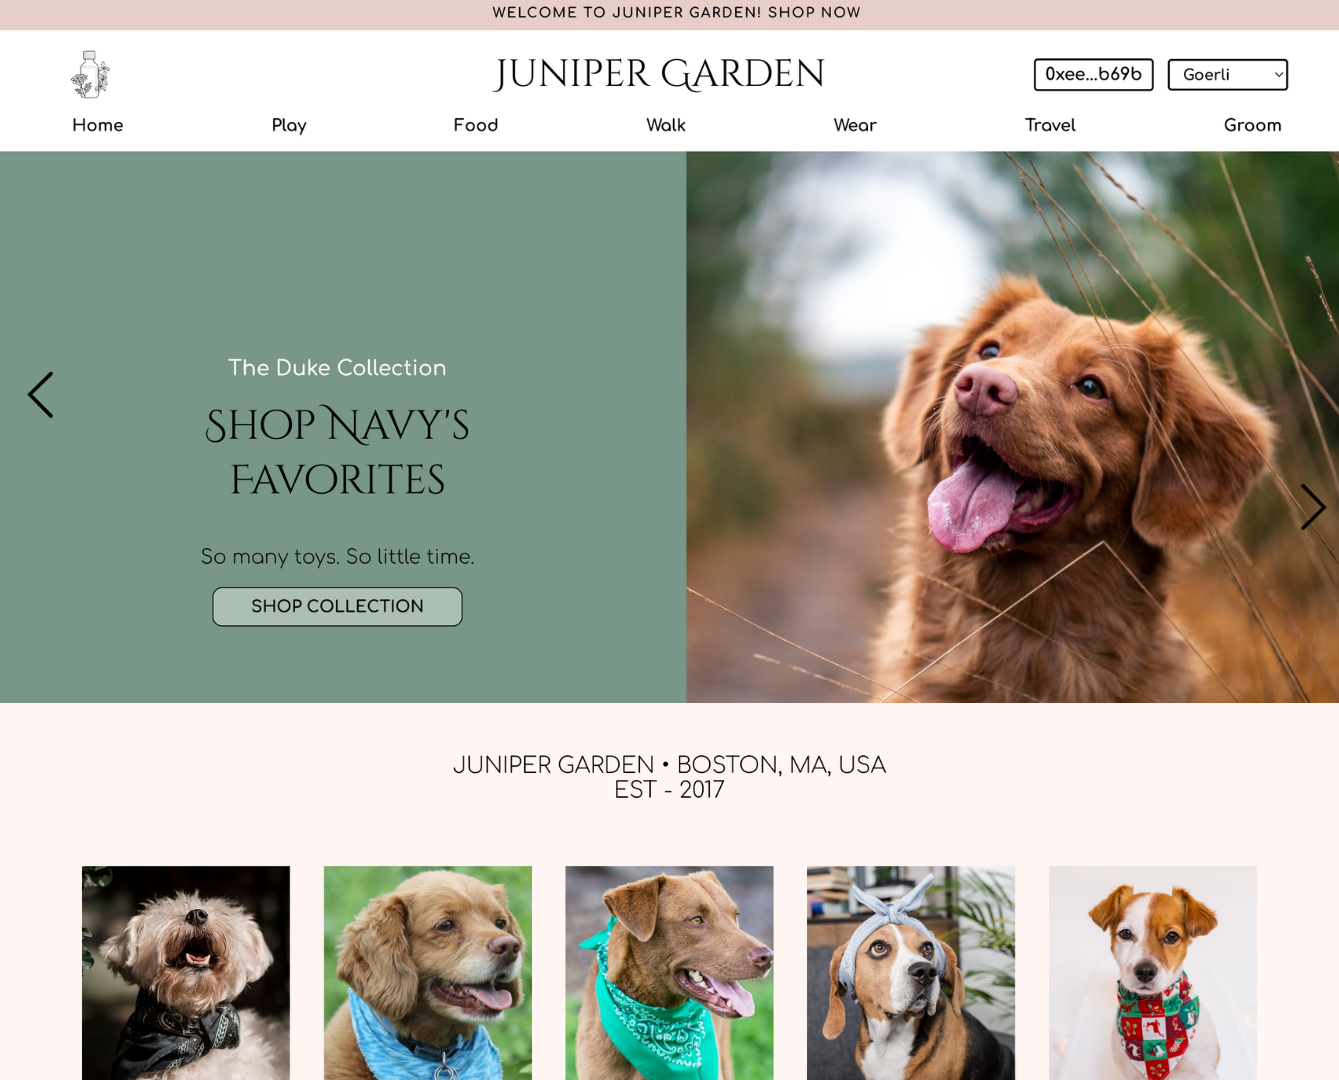 WELCOME TO JUNIPER GARDEN! SHOP NOW
JUNIPER GARDEN
0xee...b69b
Goerli
Home
Play
Food
Walk
Wear
Travel
Groom
The Duke Collection
SHOP NAVY'S
FAVORITES
So many toys. So little time.
SHOP COLLECTION
JUNIPER GARDEN • BOSTON, MA, USA
EST - 2017